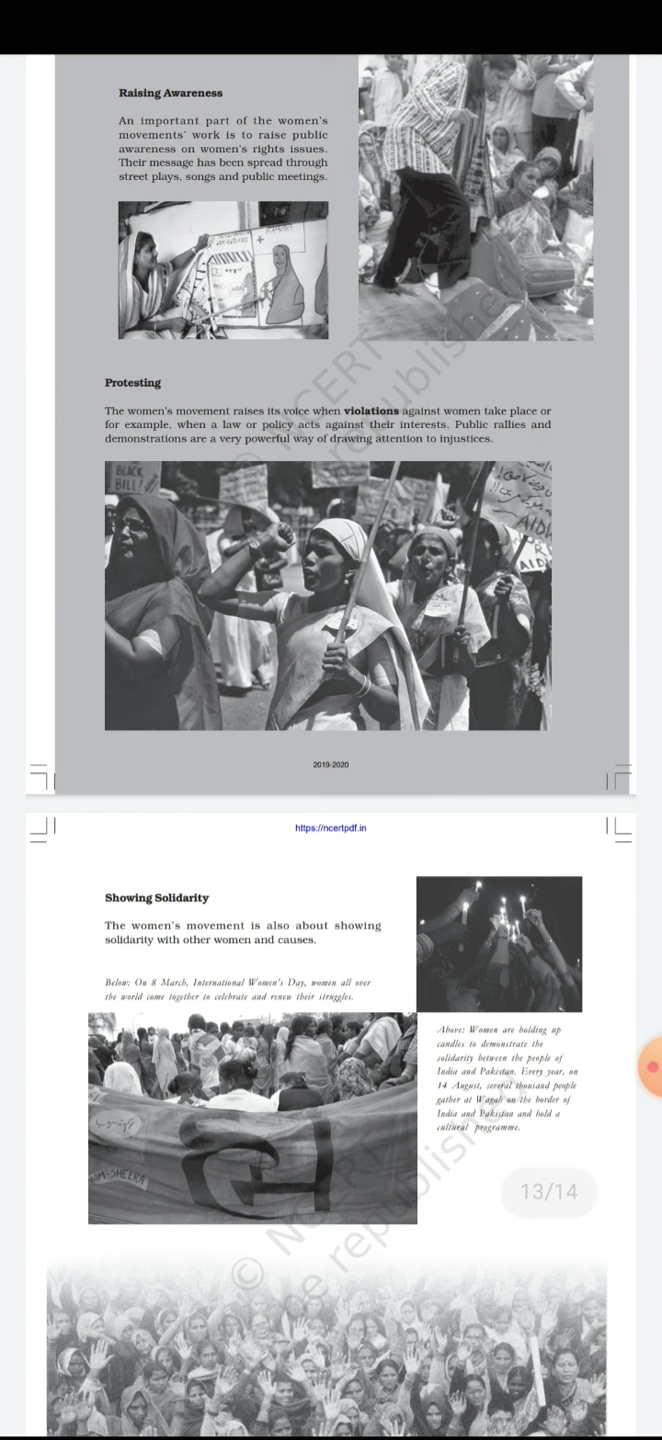 Raising Awareness
An important part of the women's
movements' work is to raise public
awareness on women's rights issues.
Their message has been spread through
street plays, songs and public meetings.
Protesting
The women's movement raises its voice when violations against women take place or
for example, when a law or policy acts against their interests. Public rallies and
demonstrations are a very powerful way of drawing attention to injustices.
BLACK
BILL!
AIDW
AID
2019-2020
https://ncertpdf.in
Showing Solidarity
The women's movement is also about showing
solidarity with other women and causes.
Below: On 8 March, International Women's Day, women all over
the world come together to celebrate and renew their struggles.
Above: Women are holding up
candles to demonstrate the
solidarity between the people of
India and Pakistan. Every year, on
14 August, several thousand people
gather at Wagah on the border of
India and Pakistan and hold a
cultural programme.
13/14
© NCERT
republished
© NCERT
be republished